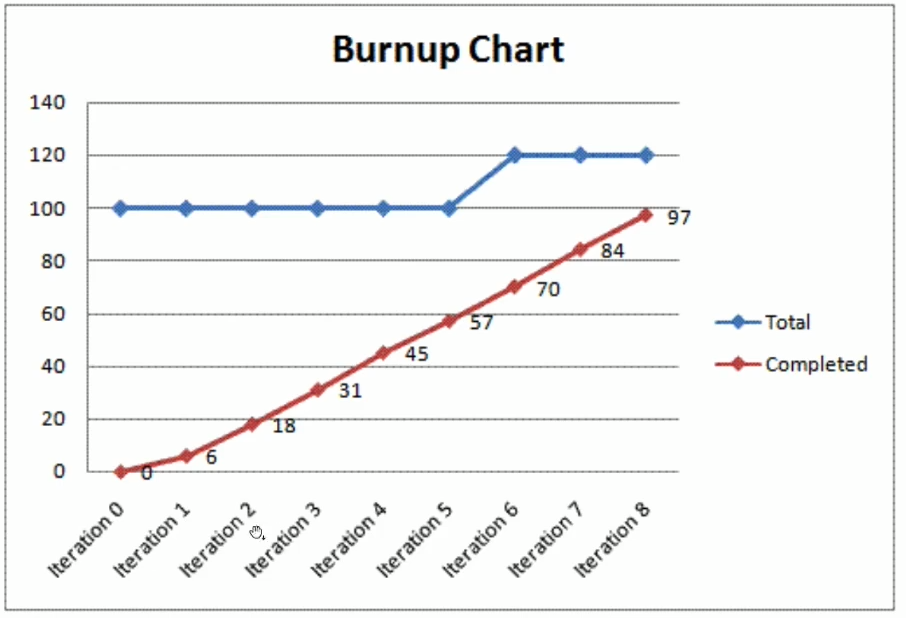 Burnup Chart
140
120
100
80
60
40
20
0
0
6
18
31
45
57
70
84
97
Iteration 0
Iteration 1
Iteration 2
Iteration 3
Iteration 4
Iteration 5
Iteration 6
Iteration 7
Iteration 8
Total
Completed